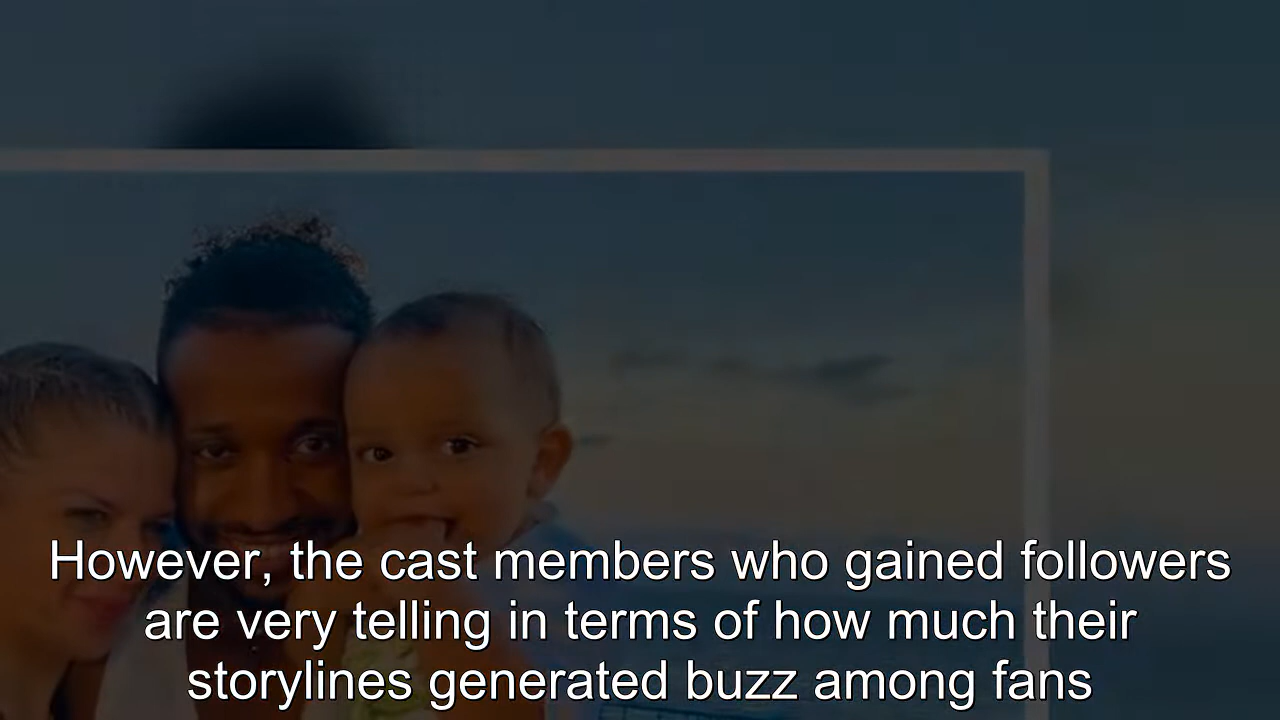 However, the cast members who gained followers
are very telling in terms of how much their
storylines generated buzz among fans